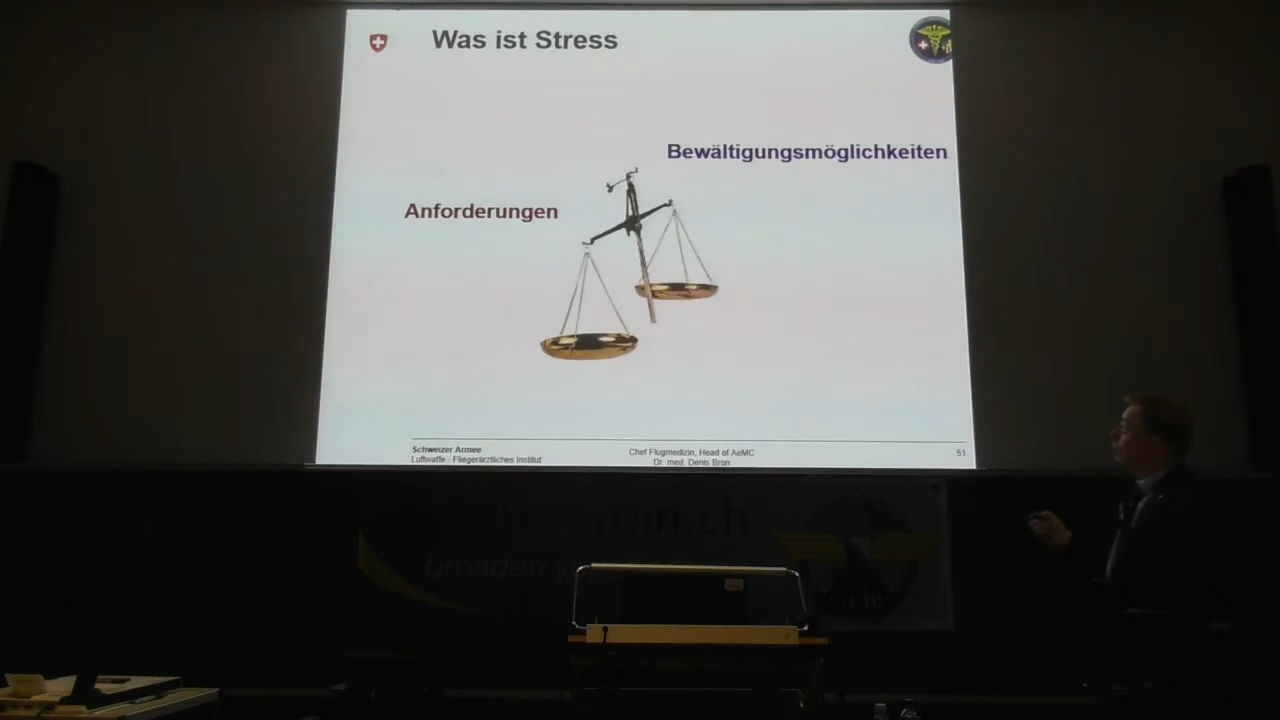 Was ist Stress
Bewältigungsmöglichkeiten
Anforderungen
Schweizer Armee
Luftwaffe - Fliegerärztliches Institut
Chef Flugmedizin, Head of AeMC
Dr. med. Denis Bron
51
broaden